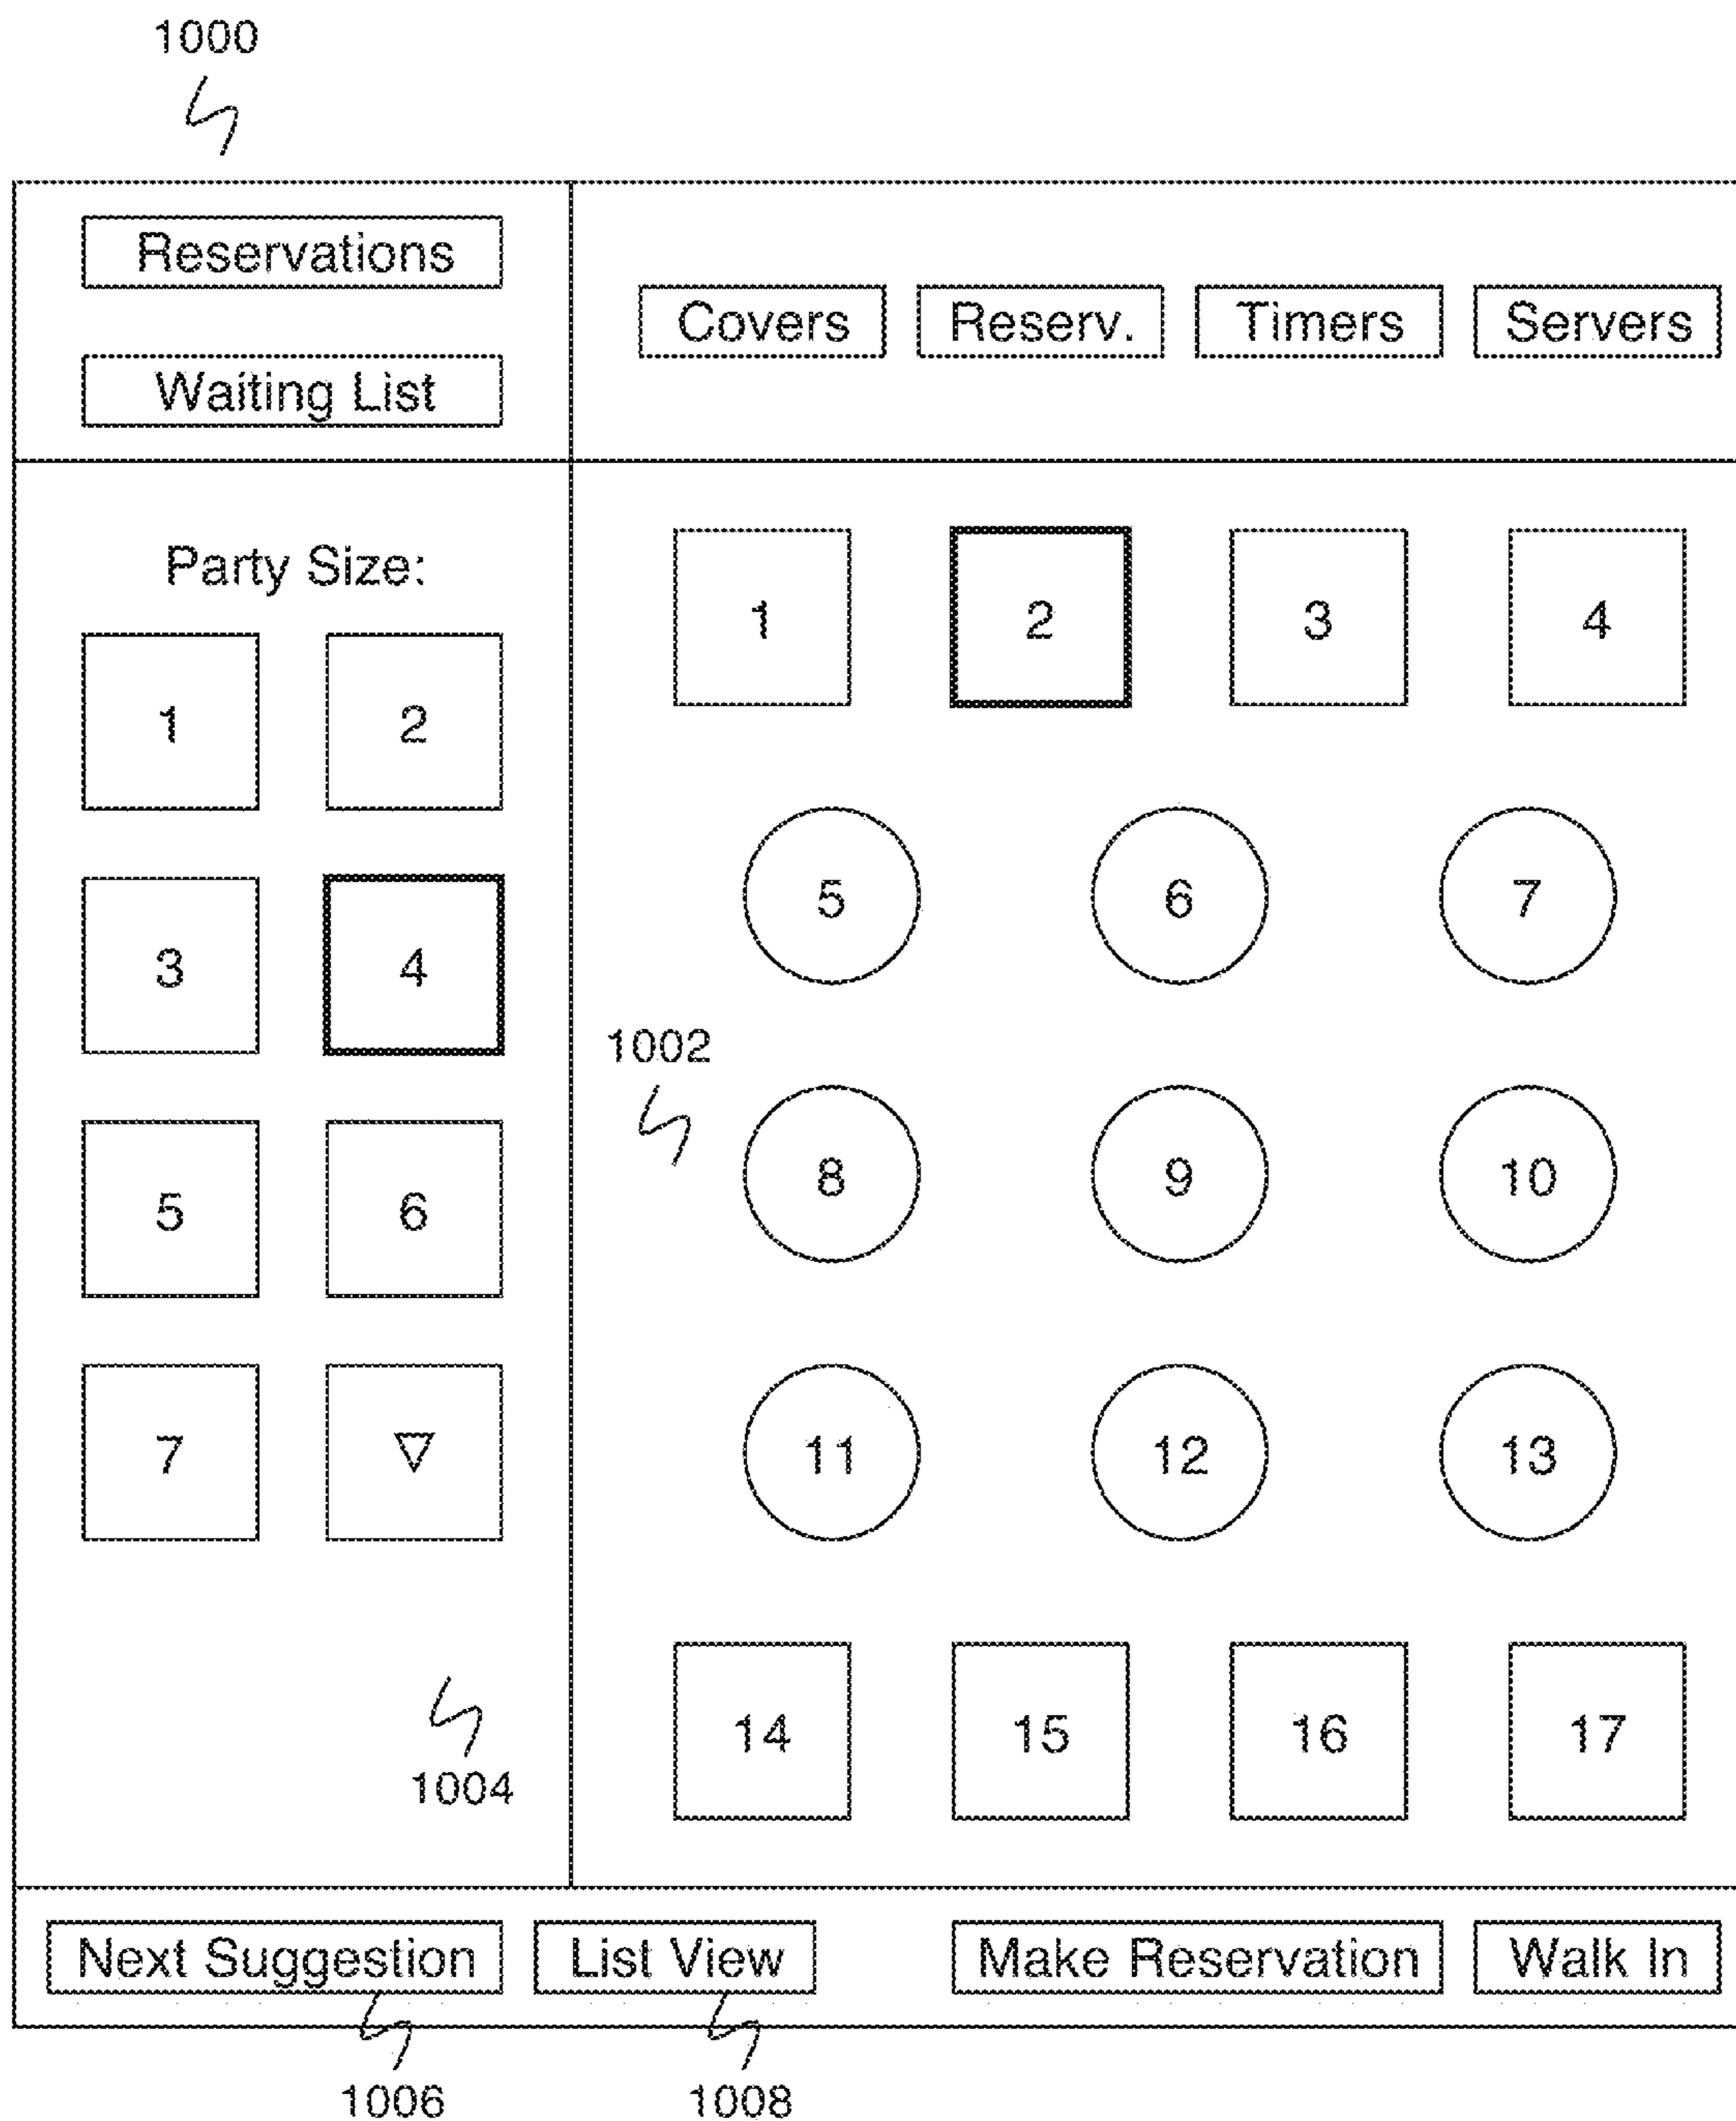 1000
Reservations
Waiting List
Covers Reserv. Timers Servers
Party Size:
1 2
3 4
5 6
7
1004
1 2 3 4
5 6 7
1002
8 9 10
11 12 13
14 15 16 17
Next Suggestion List View Make Reservation Walk In
1006 1008